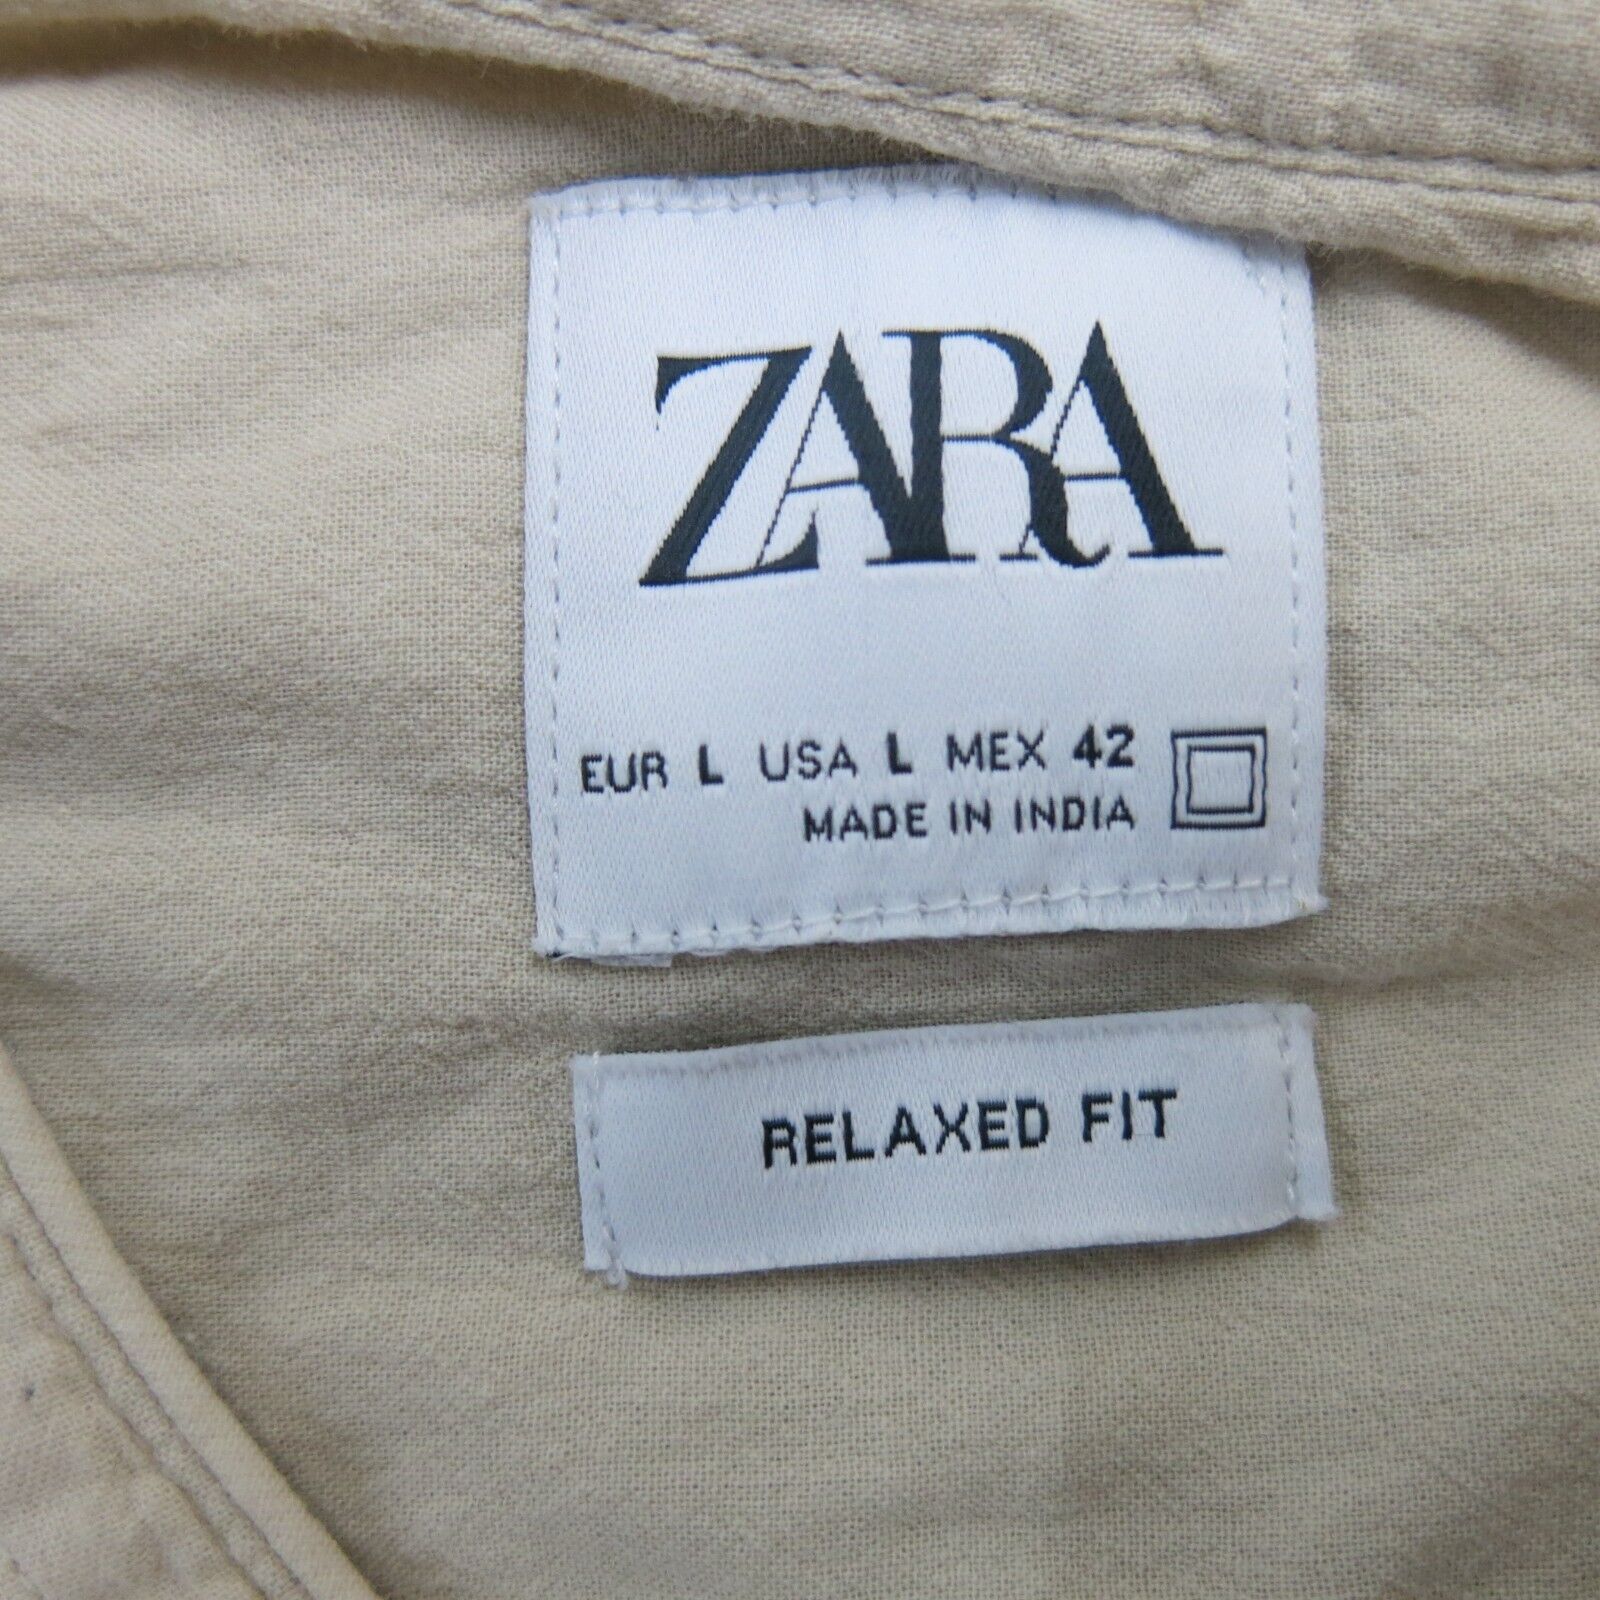 ZARA
EUR L USA L MEX 42
MADE IN INDIA
RELAXED FIT